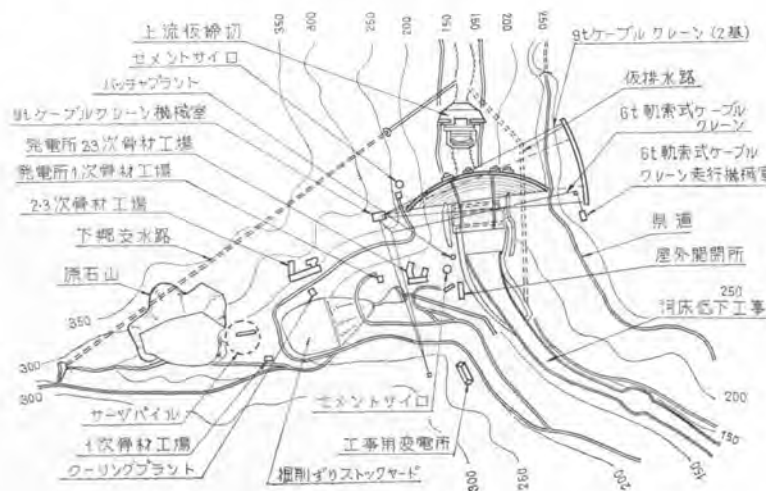 上流仮締切
セメントサイロ
バッチャプラント
9tケーブルクレーン機械室
発電所2.3次骨材工場
発電所1次骨材工場
2・3次骨材工場
下郷送水路
原石山
350
300
250
200
150
150
200
250
9tケーブルクレーン(2基)
仮排水路
6t軌索式ケーブル
クレーン
6t軌索式ケーブル
クレーン走行機械室
県道
屋外開閉所
250
河床低下工事
350
300
300
サージパイル
1次骨材工場
クーリングプラント
セメントサイロ
掘削ずりストックヤード
工事用変電所
300
250
200
150
150
200